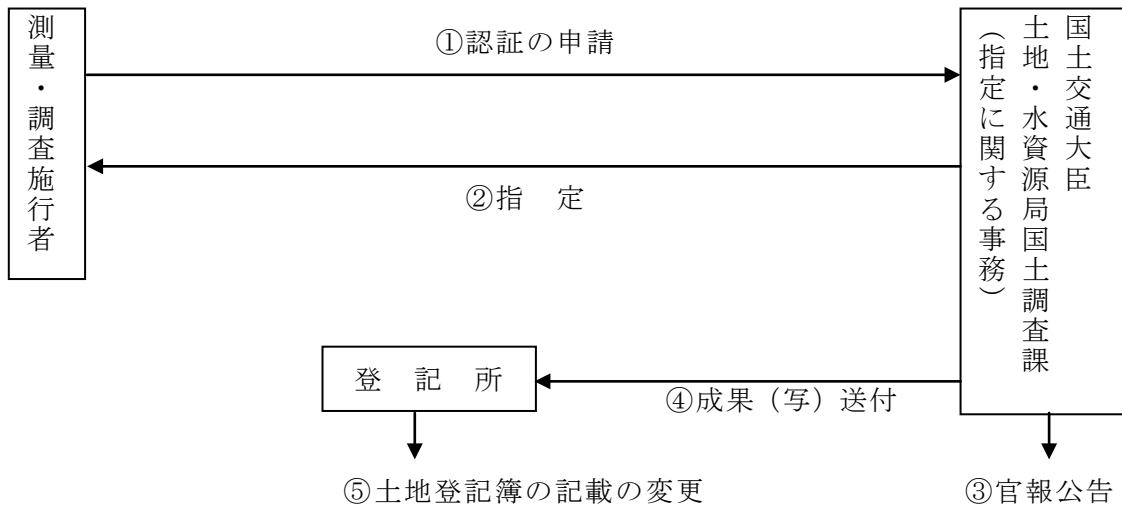 測量・調査施行者
①認証の申請
国土交通大臣
土地・水資源局国土調査課
（指定に関する事務）
②指　定
登　記　所
④成果（写）送付
⑤土地登記簿の記載の変更
③官報公告